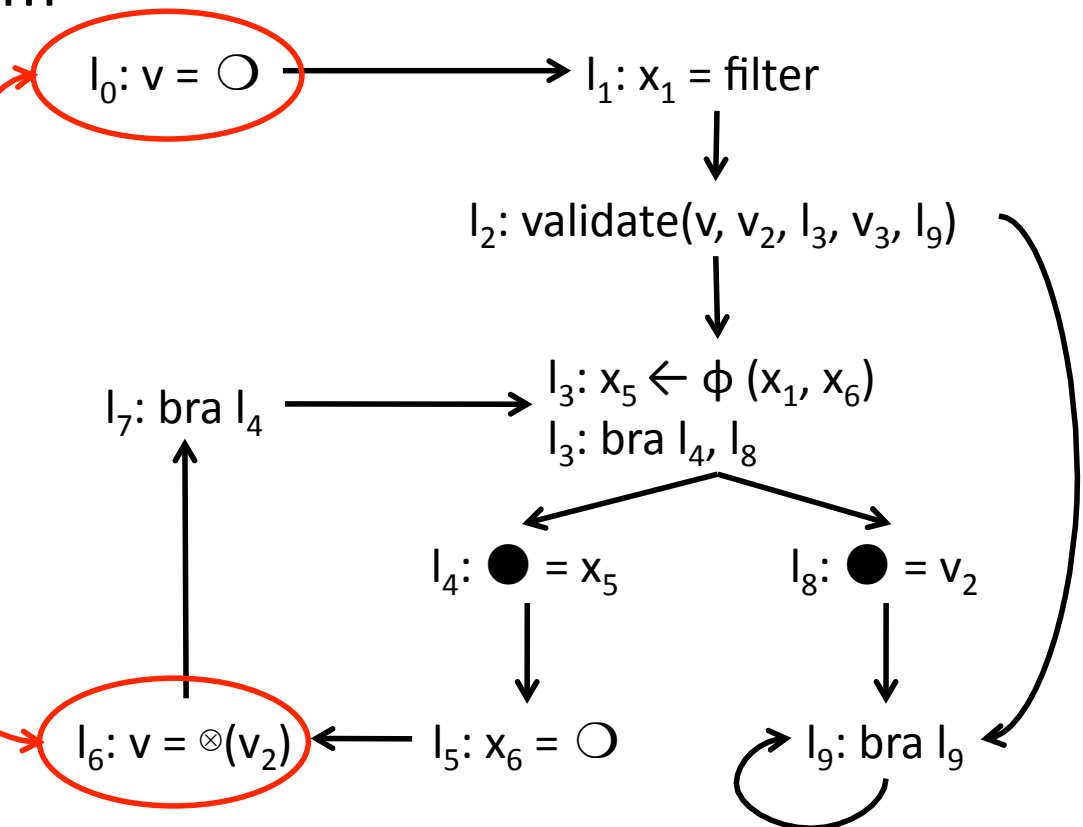 l₀: v = ❍
l₁: x₁ = filter
l₂: validate(v, v₂, l₃, v₃, l₉)
l₃: x₅ ← ϕ (x₁, x₆)
l₇: bra l₄
l₃: bra l₄, l₈
l₄: ● = x₅
l₈: ● = v₂
l₆: v = ⊗(v₂)
l₅: x₆ = ❍
l₉: bra l₉